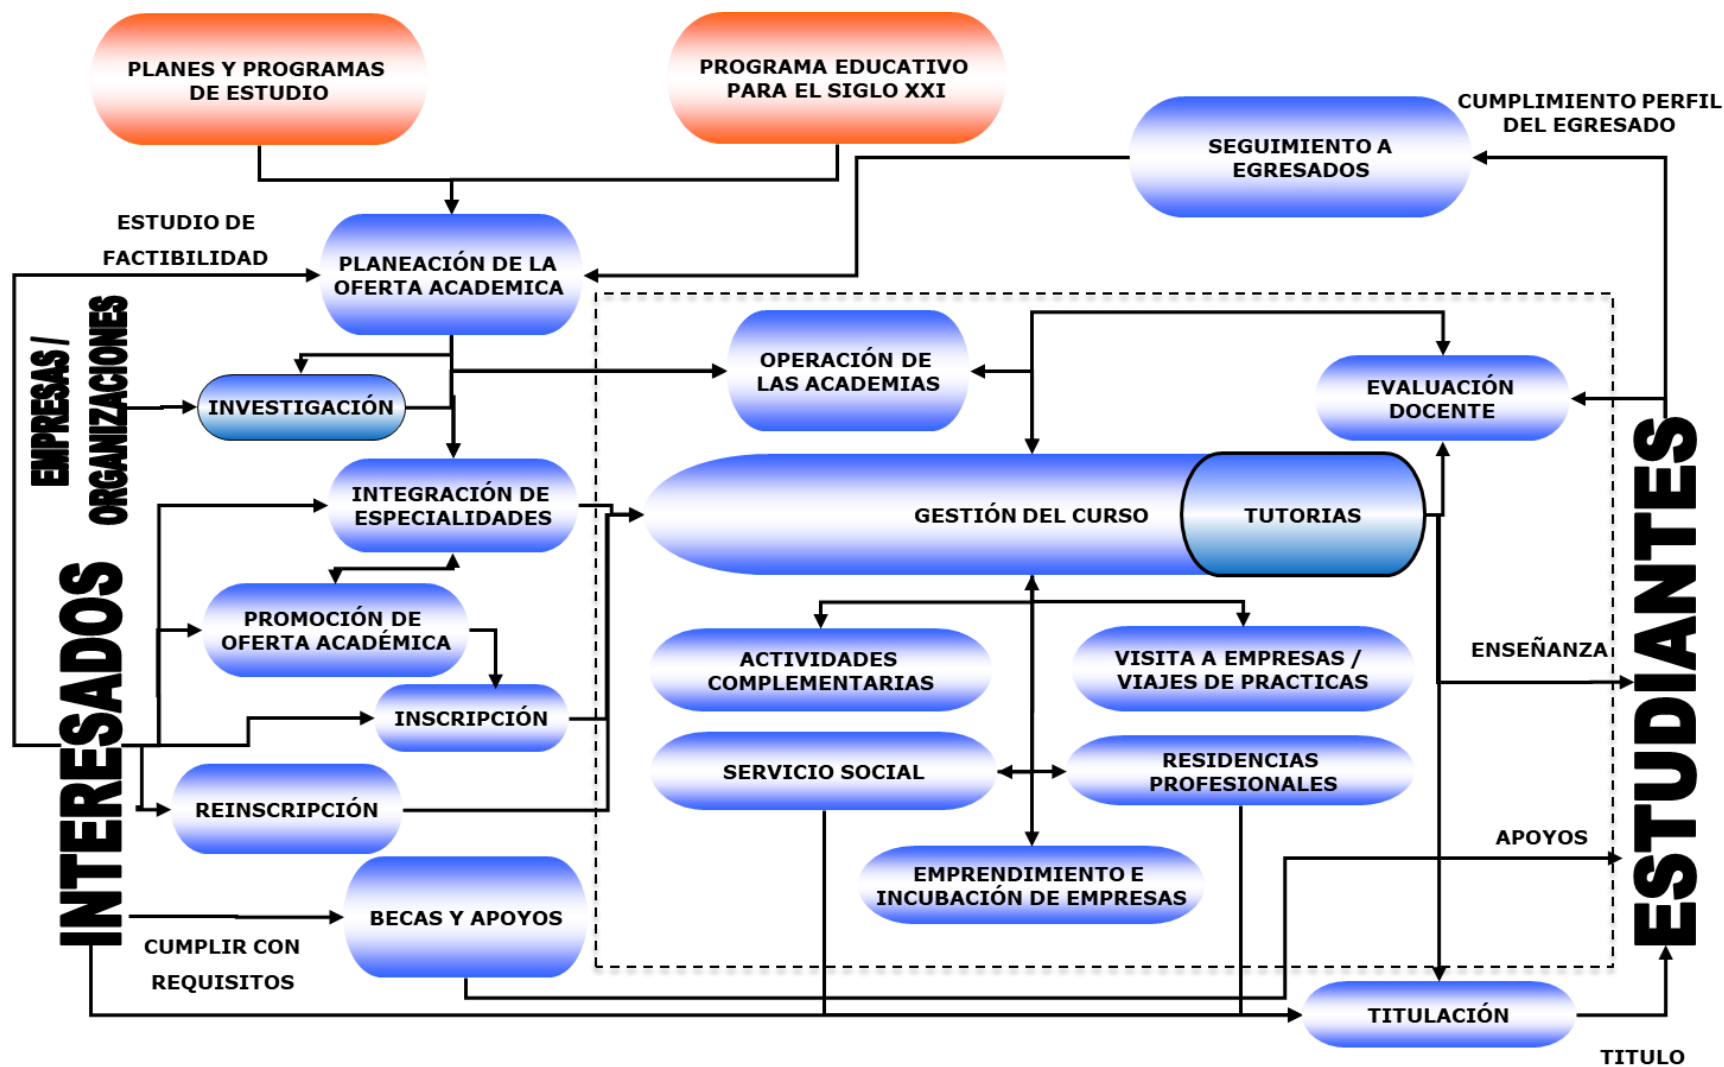 PLANES Y PROGRAMAS
DE ESTUDIO
PROGRAMA EDUCATIVO
PARA EL SIGLO XXI
CUMPLIMIENTO PERFIL
DEL EGRESADO
SEGUIMIENTO A
EGRESADOS
ESTUDIO DE
FACTIBILIDAD
PLANEACIÓN DE LA
OFERTA ACADEMICA
EMPRESAS /
ORGANIZACIONES
OPERACIÓN DE
LAS ACADEMIAS
EVALUACIÓN
DOCENTE
INVESTIGACIÓN
INTEGRACIÓN DE
ESPECIALIDADES
GESTIÓN DEL CURSO
TUTORIAS
ESTUDIANTES
INTERESADOS
PROMOCIÓN DE
OFERTA ACADÉMICA
ACTIVIDADES
COMPLEMENTARIAS
VISITA A EMPRESAS /
VIAJES DE PRACTICAS
ENSEÑANZA
INSCRIPCIÓN
SERVICIO SOCIAL
RESIDENCIAS
PROFESIONALES
REINSCRIPCIÓN
APOYOS
EMPRENDIMIENTO E
INCUBACIÓN DE EMPRESAS
BECAS Y APOYOS
CUMPLIR CON
REQUISITOS
TITULACIÓN
TITULO